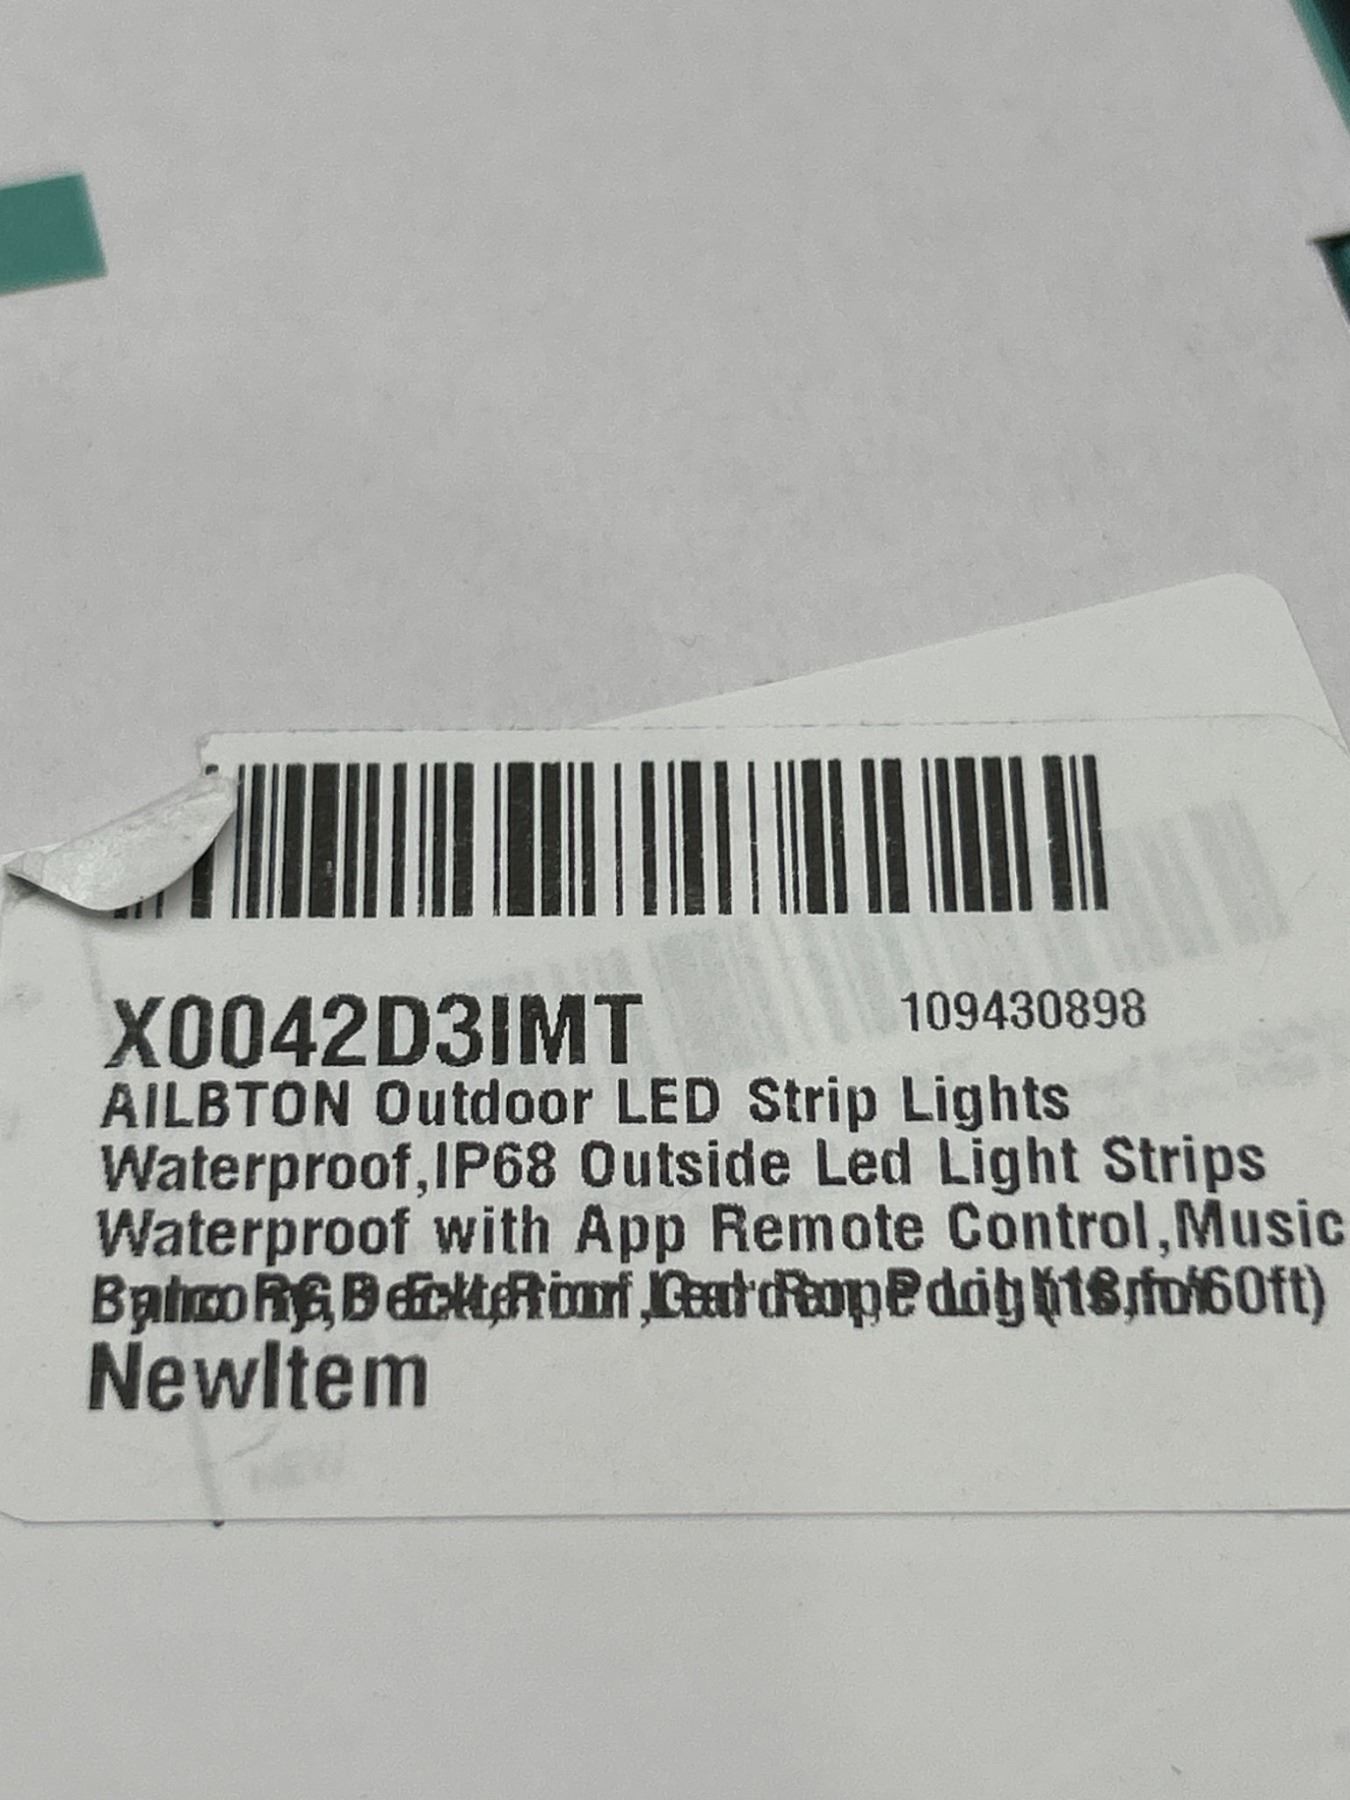 X0042D3IMT 109430898
AILBTON Outdoor LED Strip Lights
Waterproof,IP68 Outside Led Light Strips
Waterproof with App Remote Control,Music
60ft)
NewItem